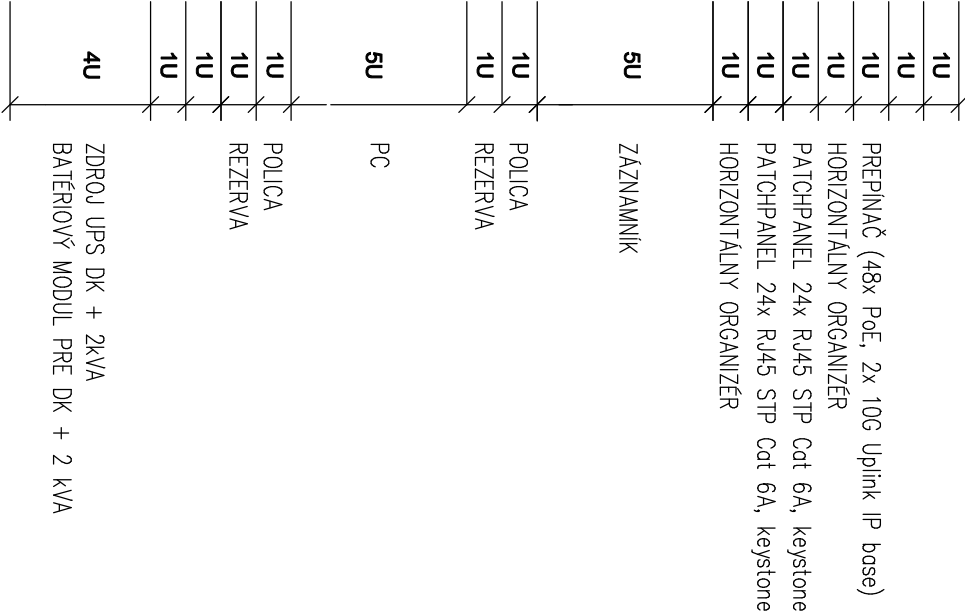 1U
1U
1U PREPÍNAČ (48x PoE, 2x 10G Uplink IP base)
1U HORIZONTÁLNY ORGANIZÉR
1U PATCHPANEL 24x RJ45 STP Cat 6A, keystone
1U PATCHPANEL 24x RJ45 STP Cat 6A, keystone
1U HORIZONTÁLNY ORGANIZÉR
5U ZÁZNAMNÍK
1U POLICA
1U REZERVA
5U PC
1U POLICA
1U REZERVA
1U
1U
4U ZDROJ UPS DK + 2kVA
BATÉRIOVÝ MODUL PRE DK + 2 kVA